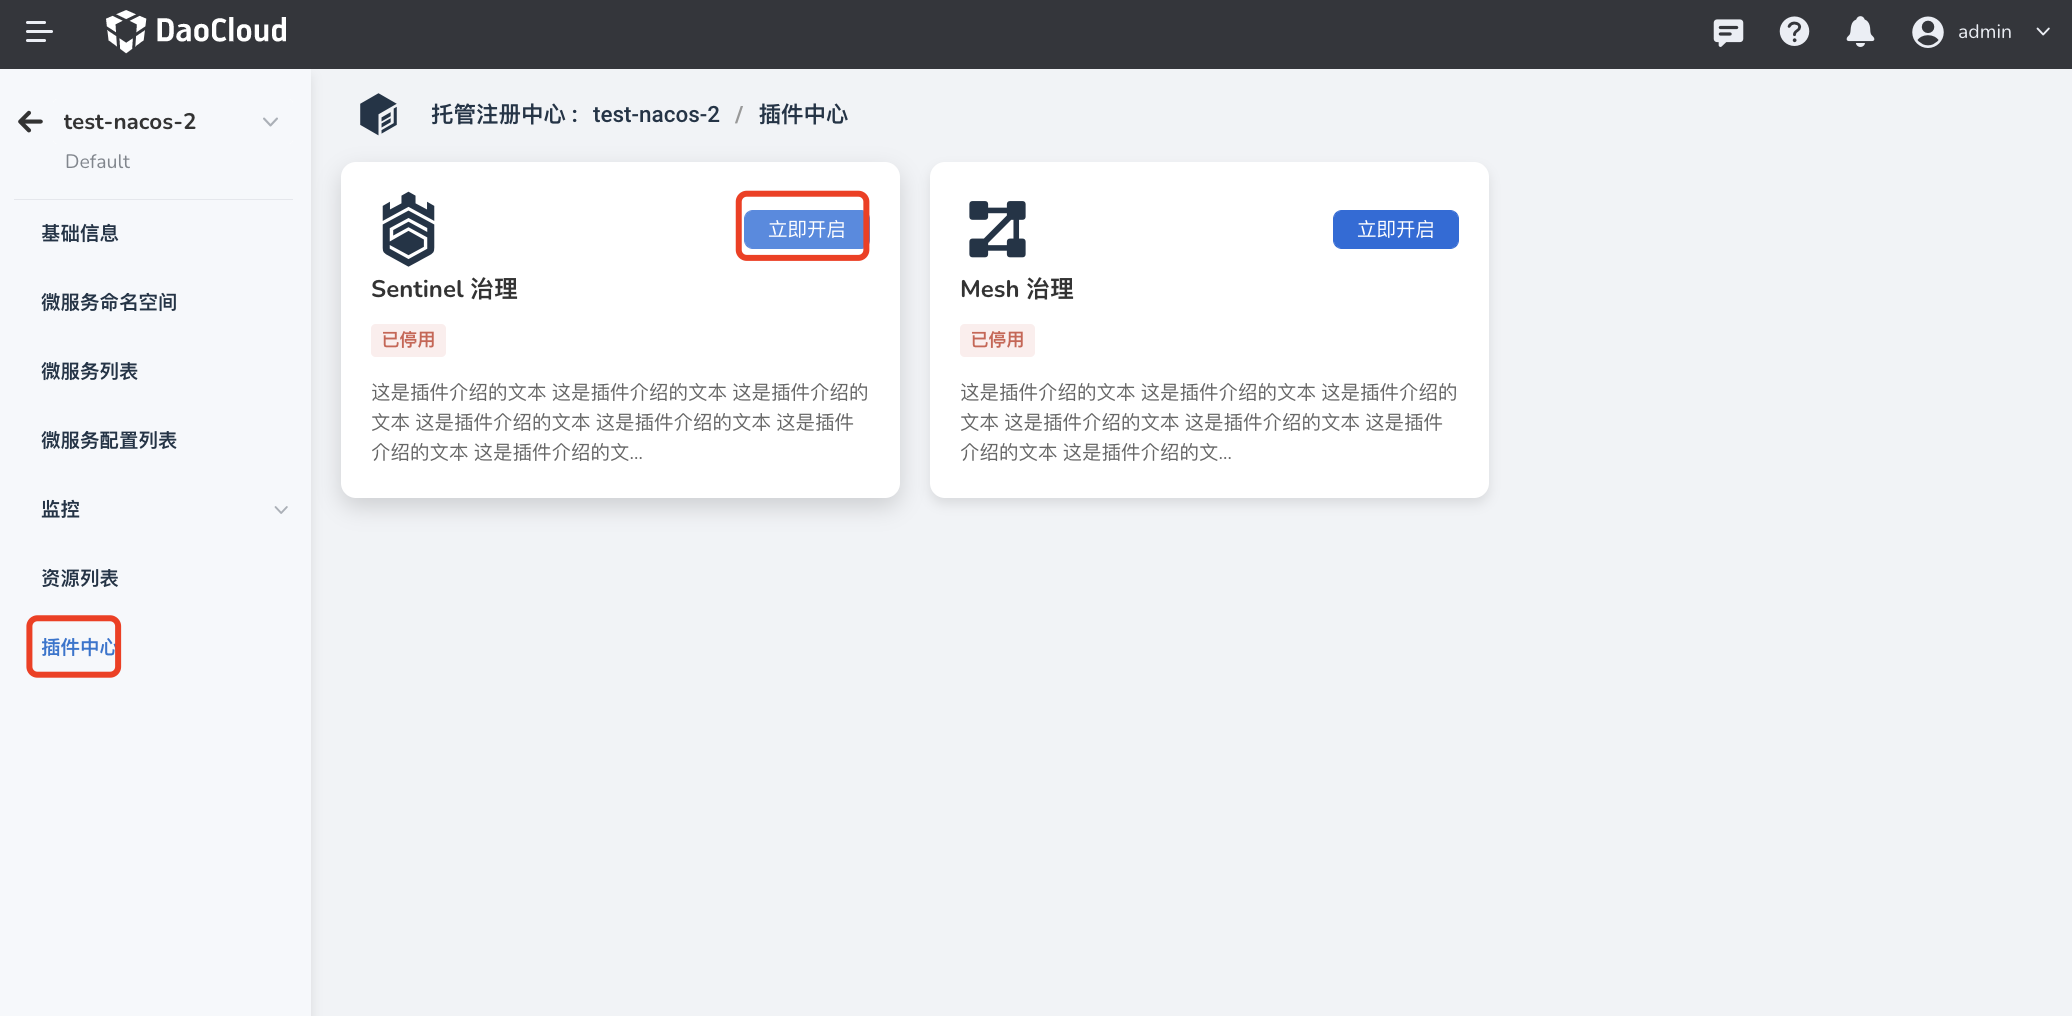 DaoCloud
admin
test-nacos-2
Default
基础信息
微服务命名空间
微服务列表
微服务配置列表
监控
资源列表
插件中心
托管注册中心： test-nacos-2 / 插件中心
立即开启
Sentinel 治理
已停用
这是插件介绍的文本 这是插件介绍的文本 这是插件介绍的
文本 这是插件介绍的文本 这是插件介绍的文本 这是插件
介绍的文本 这是插件介绍的文...
立即开启
Mesh 治理
已停用
这是插件介绍的文本 这是插件介绍的文本 这是插件介绍的
文本 这是插件介绍的文本 这是插件介绍的文本 这是插件
介绍的文本 这是插件介绍的文...